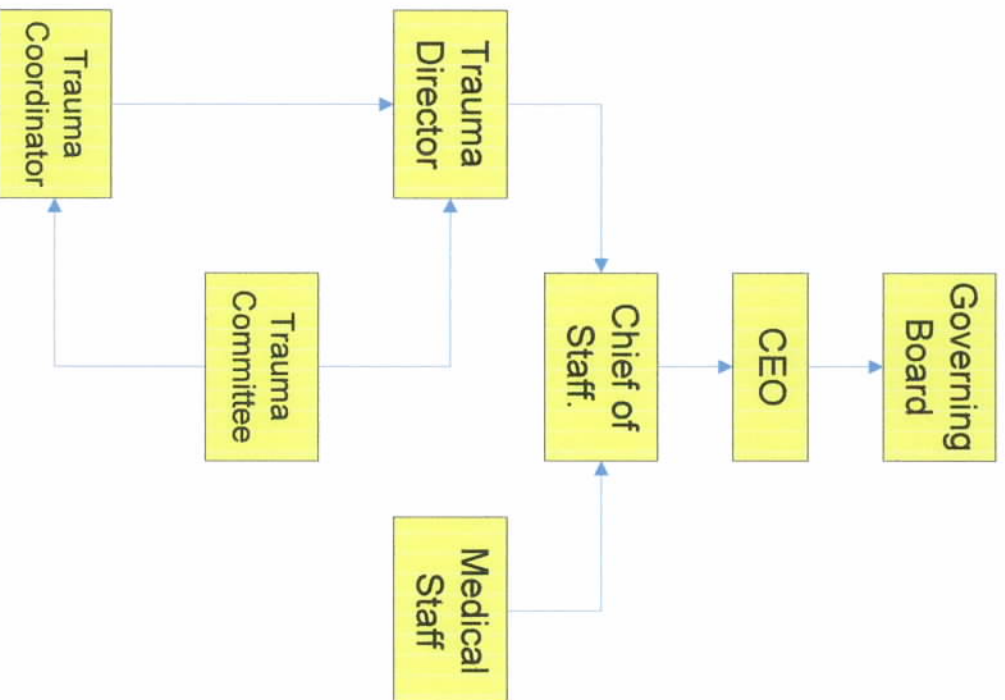 Governing
Board
CEO
Chief of
Staff.
Trauma
Director
Medical
Staff
Trauma
Committee
Trauma
Coordinator